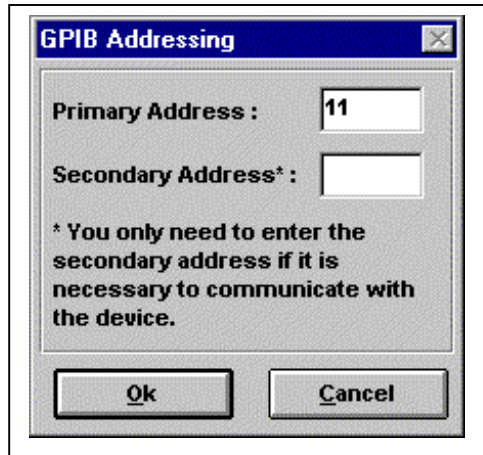 GPIB Addressing
Primary Address : 11
Secondary Address* :
* You only need to enter the
secondary address if it is
necessary to communicate with
the device.
Ok Cancel